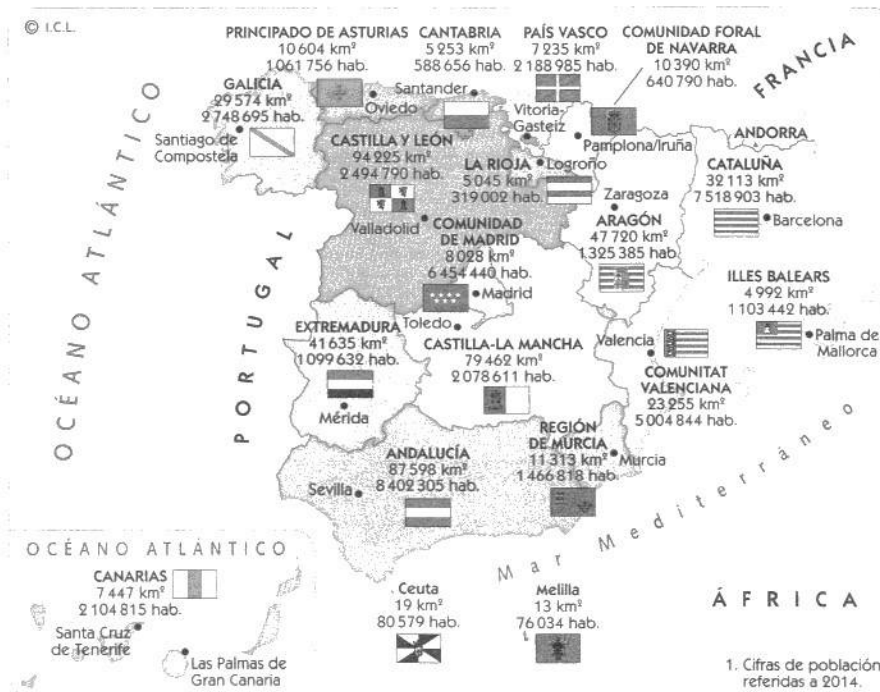 © I.C.L.
PRINCIPADO DE ASTURIAS
10 604 km²
1 061 756 hab.
Oviedo
CANTABRIA
5 253 km²
588 656 hab.
Santander
PAÍS VASCO
7 235 km²
2 188 985 hab.
Vitoria-
Gasteiz
COMUNIDAD FORAL
DE NAVARRA
10 390 km²
640 790 hab.
Pamplona/Iruña
FRANCIA
ANDORRA
GALICIA
29 574 km²
2 748 695 hab.
Santiago de
Compostela
OCÉANO ATLÁNTICO
CASTILLA Y LEÓN
94 225 km²
2 494 790 hab.
Valladolid
LA RIOJA
5 045 km²
319 002 hab.
Logroño
Zaragoza
ARAGÓN
47 720 km²
1 325 385 hab.
CATALUÑA
32 113 km²
7 518 903 hab.
Barcelona
PORTUGAL
COMUNIDAD
DE MADRID
8 028 km²
6 454 440 hab.
Madrid
ILLES BALEARS
4 992 km²
1 103 442 hab.
Palma de
Mallorca
EXTREMADURA
41 635 km²
1 099 632 hab.
Mérida
Toledo
CASTILLA-LA MANCHA
79 462 km²
2 078 611 hab.
Valencia
COMUNITAT
VALENCIANA
23 255 km²
5 004 844 hab.
ANDALUCÍA
87 598 km²
8 402 305 hab.
Sevilla
REGIÓN
DE MURCIA
11 313 km²
1 466 818 hab.
Murcia
Mar Mediterráneo
OCÉANO ATLÁNTICO
CANARIAS
7 447 km²
2 104 815 hab.
Santa Cruz
de Tenerife
Las Palmas de
Gran Canaria
Ceuta
19 km²
80 579 hab.
Melilla
13 km²
76 034 hab.
ÁFRICA
1. Cifras de población
referidas a 2014.